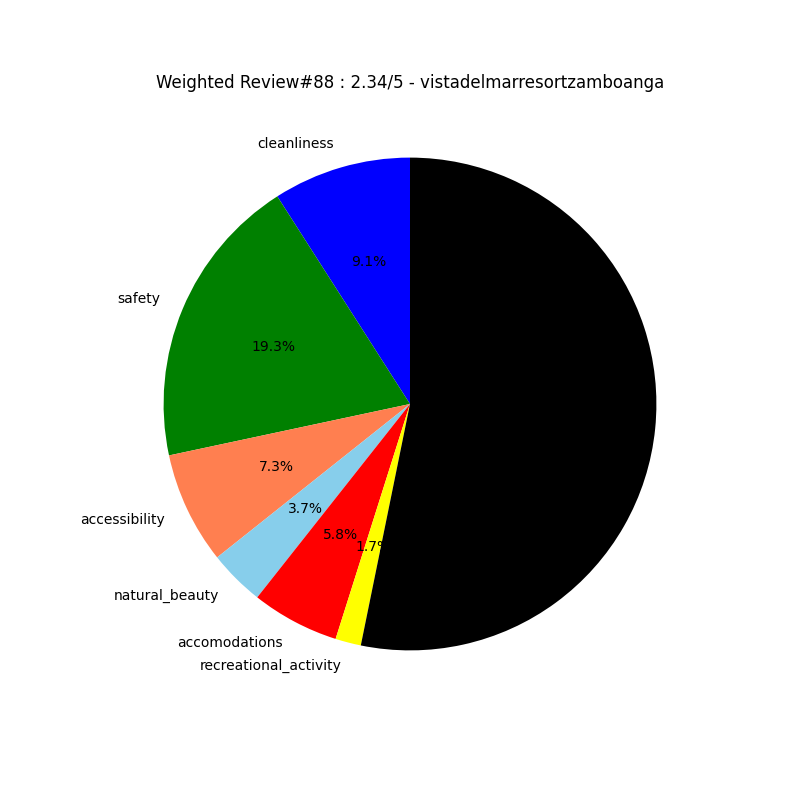 Weighted Review#88 : 2.34/5 - vistadelmarresortzamboanga
cleanliness
9.1%
safety
19.3%
7.3%
accessibility
3.7%
natural_beauty
5.8%
1.7%
accomodations
recreational_activity